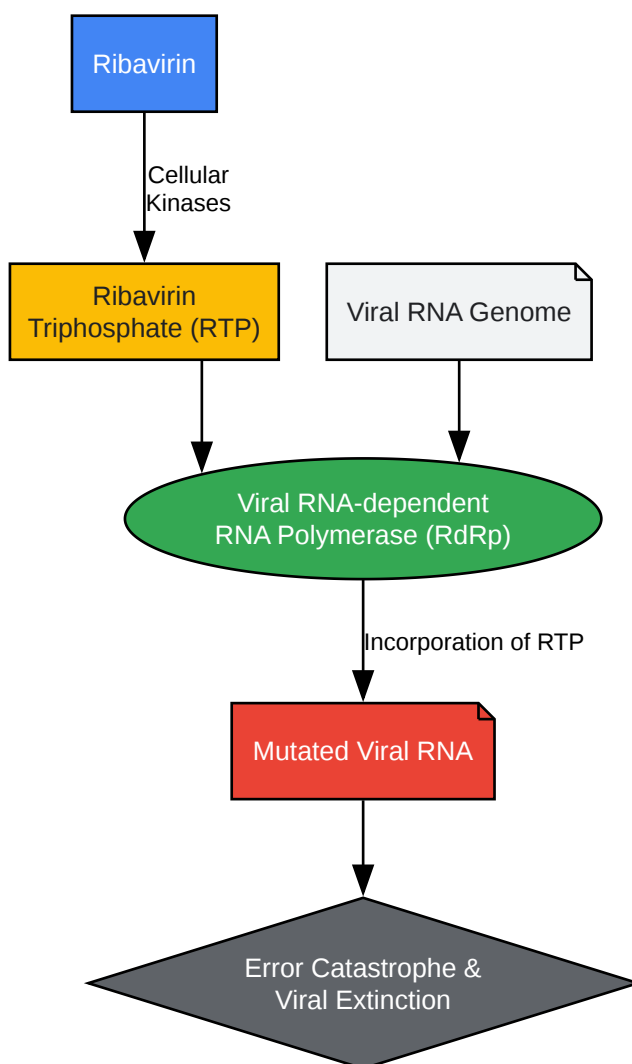 Ribavirin
Cellular
Kinases
Ribavirin
Triphosphate (RTP)
Viral RNA Genome
Viral RNA-dependent
RNA Polymerase (RdRp)
Incorporation of RTP
Mutated Viral RNA
Error Catastrophe &
Viral Extinction